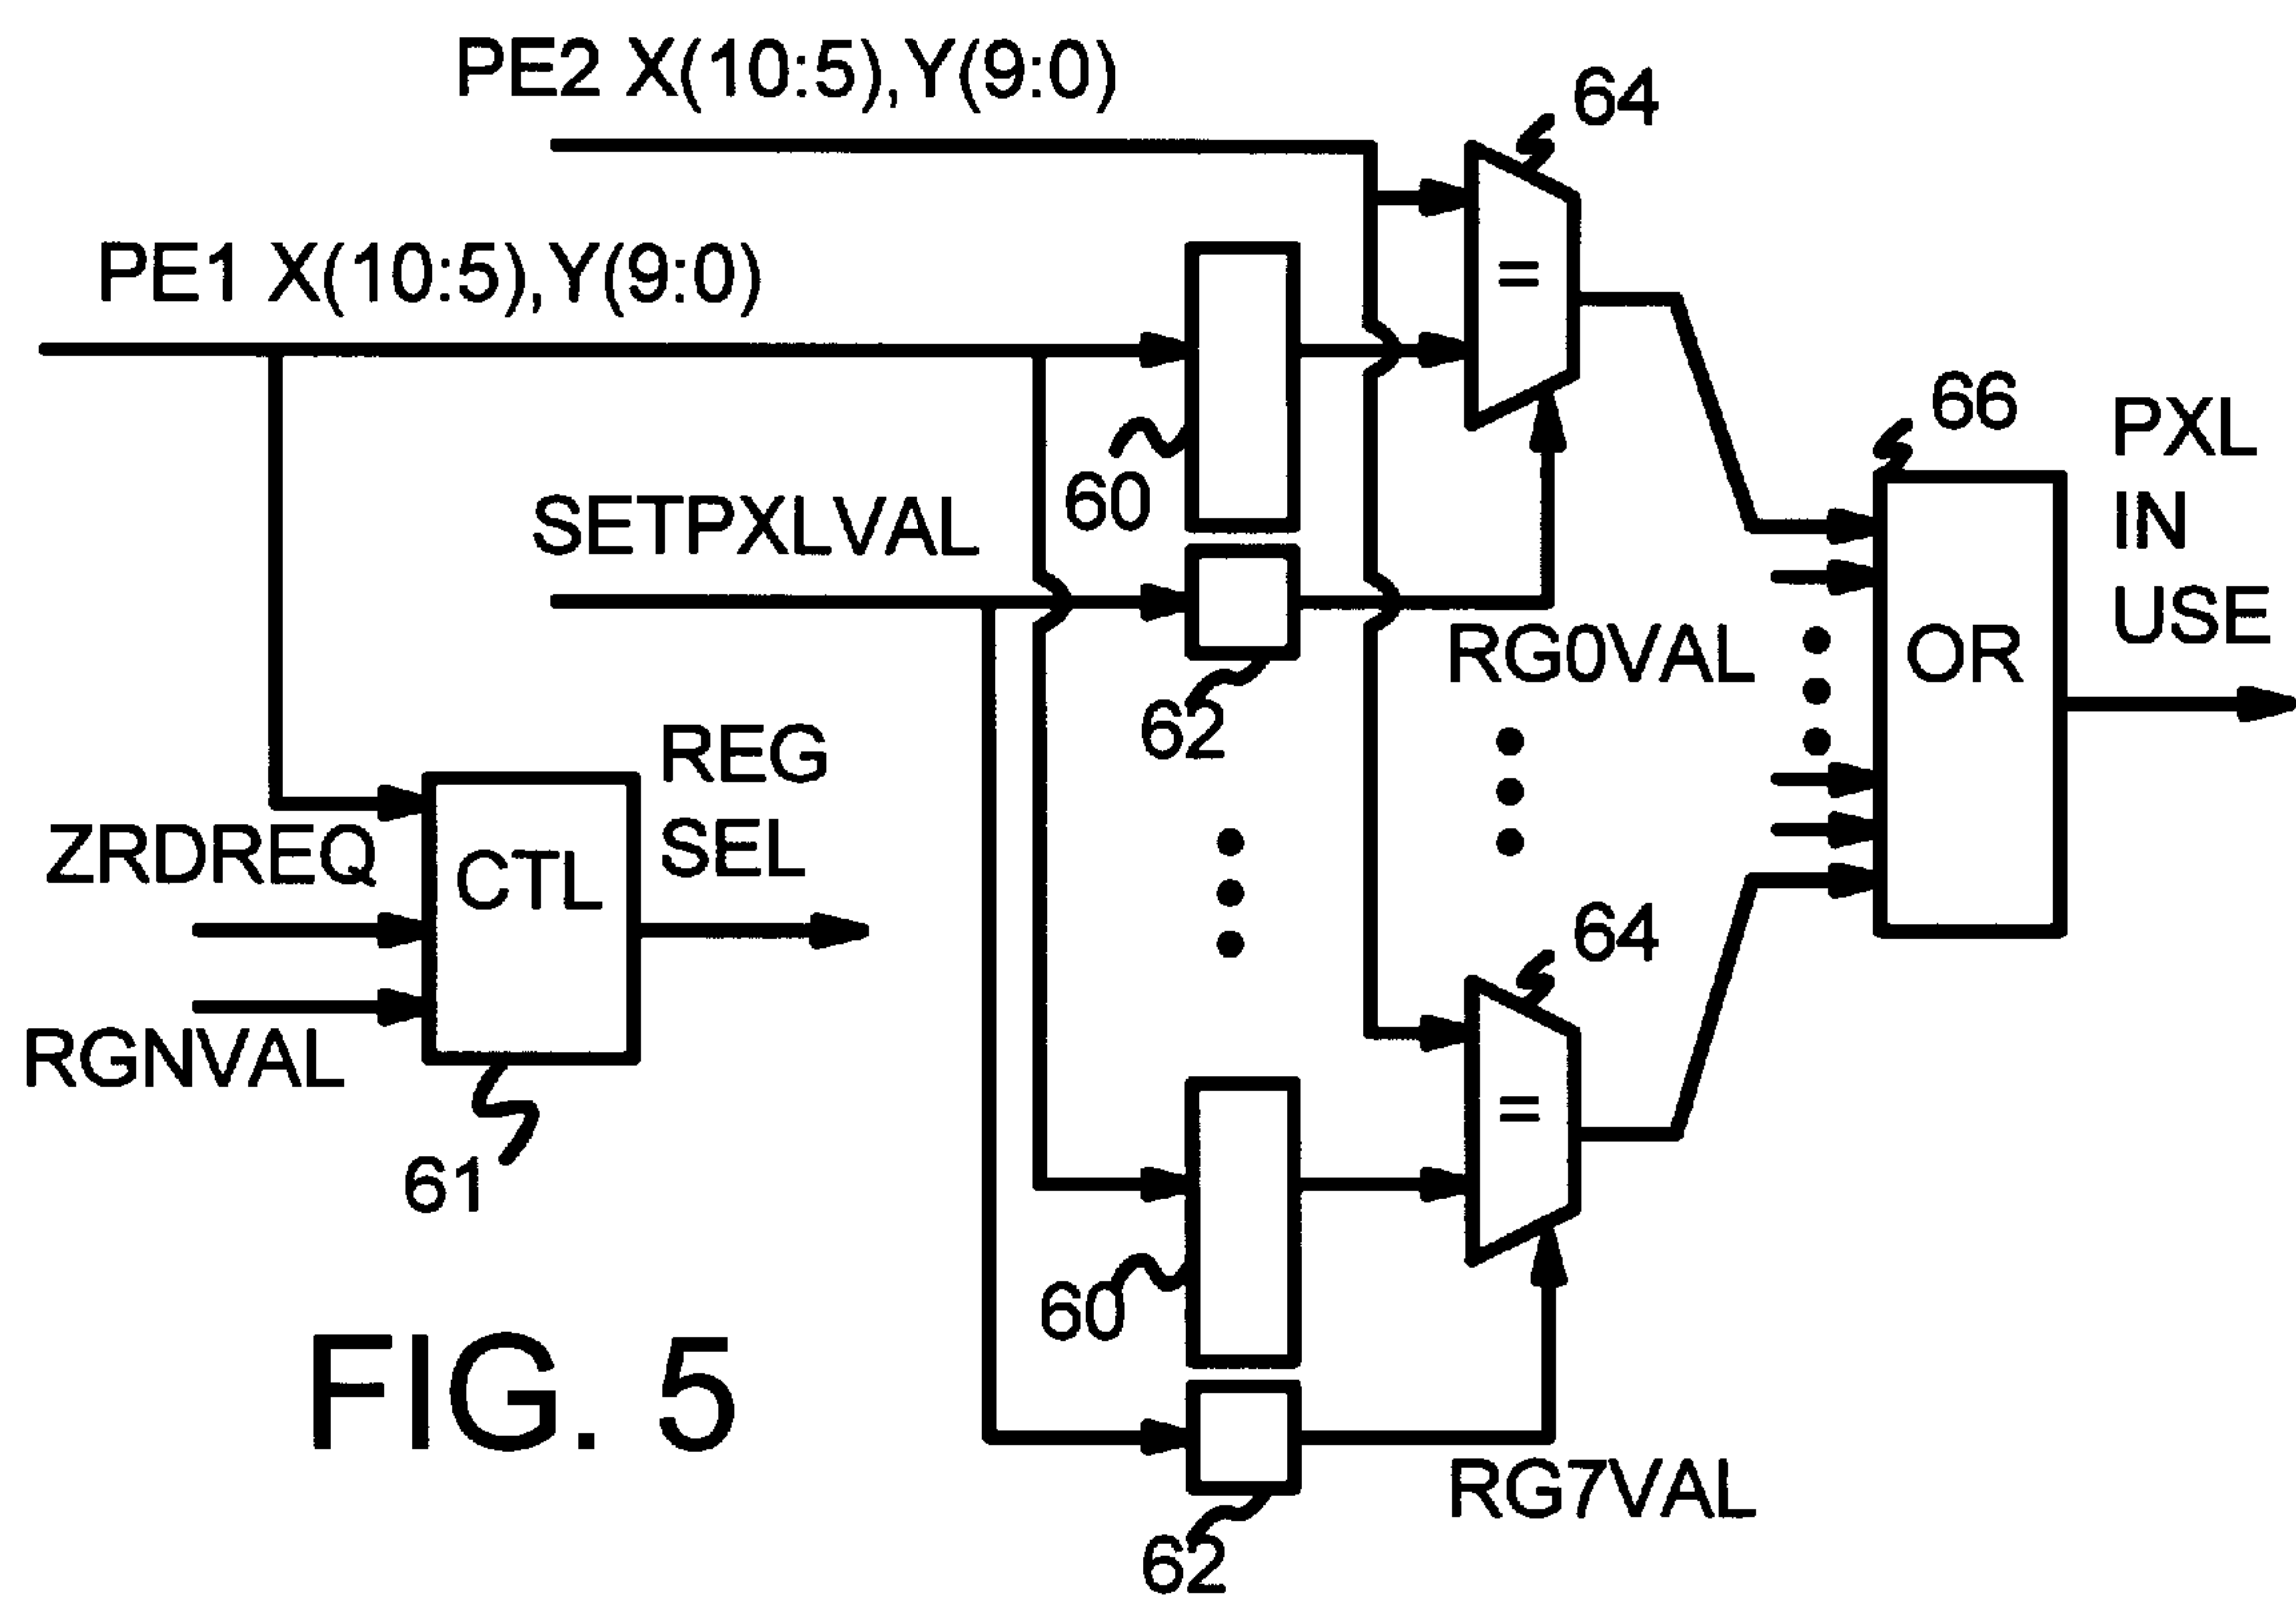 PE2 X(10:5),Y(9:0)
64
PE1 X(10:5),Y(9:0)
=
66
PXL
IN
USE
60
SETPXLVAL
OR
RG0VAL
62
REG
SEL
ZRDREQ
CTL
64
RGNVAL
=
61
60
FIG. 5
RG7VAL
62